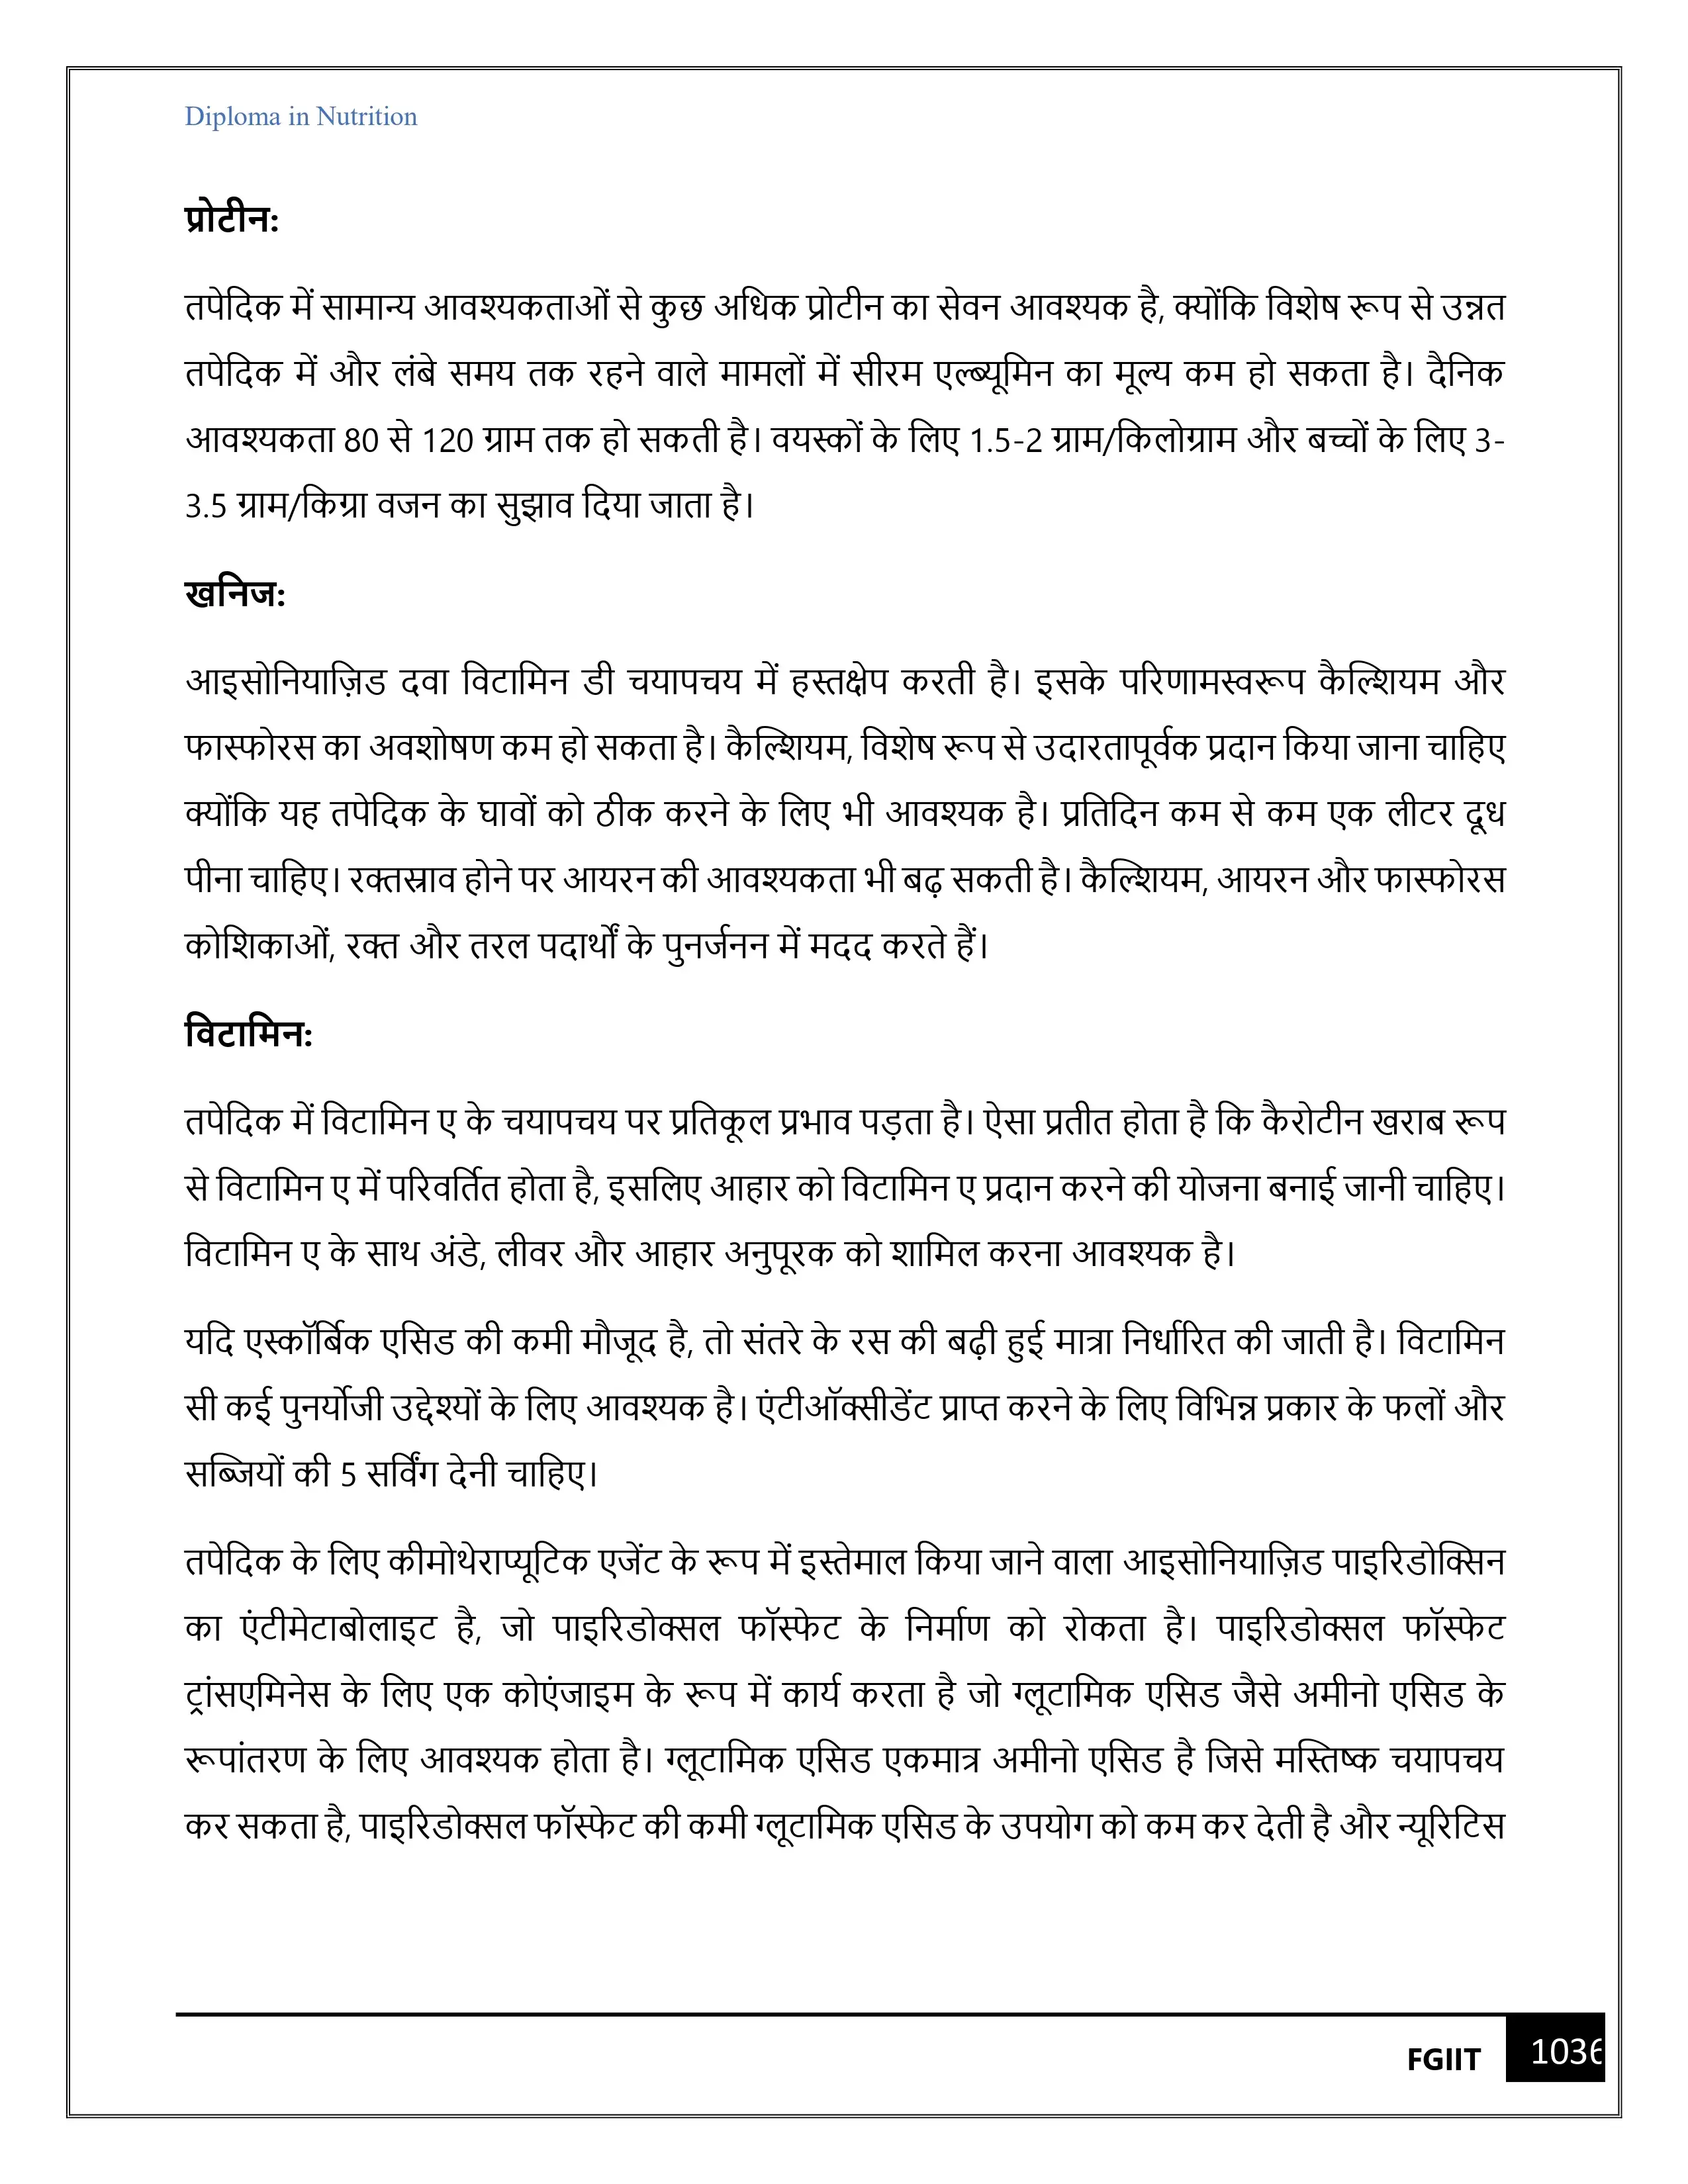 Diploma in Nutrition
प्रोटीन:
तपेदिक में सामान्य आवश्यकताओं से कुछ अधिक प्रोटीन का सेवन आवश्यक है, क्योंकि विशेष रूप से उन्नत
तपेदिक में और लंबे समय तक रहने वाले मामलों में सीरम एल्ब्यूमिन का मूल्य कम हो सकता है। दैनिक
आवश्यकता 80 से 120 ग्राम तक हो सकती है। वयस्कों के लिए 1.5-2 ग्राम/किलोग्राम और बच्चों के लिए 3-
3.5 ग्राम/किग्रा वजन का सुझाव दिया जाता है।
खनिज:
आइसोनियाज़िड दवा विटामिन डी चयापचय में हस्तक्षेप करती है। इसके परिणामस्वरूप कैल्शियम और
फास्फोरस का अवशोषण कम हो सकता है। कैल्शियम, विशेष रूप से उदारतापूर्वक प्रदान किया जाना चाहिए
क्योंकि यह तपेदिक के घावों को ठीक करने के लिए भी आवश्यक है। प्रतिदिन कम से कम एक लीटर दूध
पीना चाहिए। रक्तस्राव होने पर आयरन की आवश्यकता भी बढ़ सकती है। कैल्शियम, आयरन और फास्फोरस
कोशिकाओं, रक्त और तरल पदार्थों के पुनर्जनन में मदद करते हैं।
विटामिन:
तपेदिक में विटामिन ए के चयापचय पर प्रतिकूल प्रभाव पड़ता है। ऐसा प्रतीत होता है कि कैरोटीन खराब रूप
से विटामिन ए में परिवर्तित होता है, इसलिए आहार को विटामिन ए प्रदान करने की योजना बनाई जानी चाहिए।
विटामिन ए के साथ अंडे, लीवर और आहार अनुपूरक को शामिल करना आवश्यक है।
यदि एस्कॉर्बिक एसिड की कमी मौजूद है, तो संतरे के रस की बढ़ी हुई मात्रा निर्धारित की जाती है। विटामिन
सी कई पुनर्योजी उद्देश्यों के लिए आवश्यक है। एंटीऑक्सीडेंट प्राप्त करने के लिए विभिन्न प्रकार के फलों और
सब्जियों की 5 सर्विंग देनी चाहिए।
तपेदिक के लिए कीमोथेराप्यूटिक एजेंट के रूप में इस्तेमाल किया जाने वाला आइसोनियाज़िड पाइरिडोक्सिन
का एंटीमेटाबोलाइट है, जो पाइरिडोक्सल फॉस्फेट के निर्माण को रोकता है। पाइरिडोक्सल फॉस्फेट
ट्रांसएमिनेस के लिए एक कोएंजाइम के रूप में कार्य करता है जो ग्लूटामिक एसिड जैसे अमीनो एसिड के
रूपांतरण के लिए आवश्यक होता है। ग्लूटामिक एसिड एकमात्र अमीनो एसिड है जिसे मस्तिष्क चयापचय
कर सकता है, पाइरिडोक्सल फॉस्फेट की कमी ग्लूटामिक एसिड के उपयोग को कम कर देती है और न्यूरिटिस
FGIIT 1036